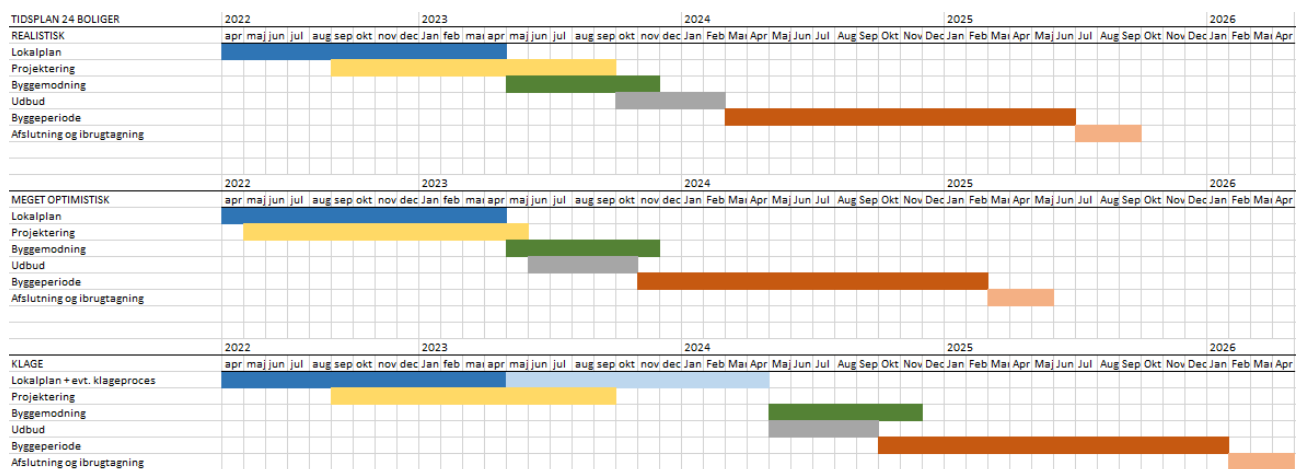 TIDSPLAN 24 BOLIGER 2022 2023 2024 2025 2026
REALISTISK apr maj jun jul aug sep okt nov dec Jan feb mar apr maj jun jul aug sep okt nov dec Jan Feb Mar Apr Maj Jun Jul Aug Sep Okt Nov Dec Jan Feb Mar Apr Maj Jun Jul Aug Sep Okt Nov Dec Jan Feb Mar Apr
Lokalplan
Projektering
Byggemodning
Udbud
Byggeperiode
Afslutning og ibrugtagning
2022 2023 2024 2025 2026
MEGET OPTIMISTISK apr maj jun jul aug sep okt nov dec Jan feb mar apr maj jun jul aug sep okt nov dec Jan Feb Mar Apr Maj Jun Jul Aug Sep Okt Nov Dec Jan Feb Mar Apr Maj Jun Jul Aug Sep Okt Nov Dec Jan Feb Mar Apr
Lokalplan
Projektering
Byggemodning
Udbud
Byggeperiode
Afslutning og ibrugtagning
2022 2023 2024 2025 2026
KLAGE apr maj jun jul aug sep okt nov dec Jan feb mar apr maj jun jul aug sep okt nov dec Jan Feb Mar Apr Maj Jun Jul Aug Sep Okt Nov Dec Jan Feb Mar Apr Maj Jun Jul Aug Sep Okt Nov Dec Jan Feb Mar Apr
Lokalplan + evt. klageproces
Projektering
Byggemodning
Udbud
Byggeperiode
Afslutning og ibrugtagning